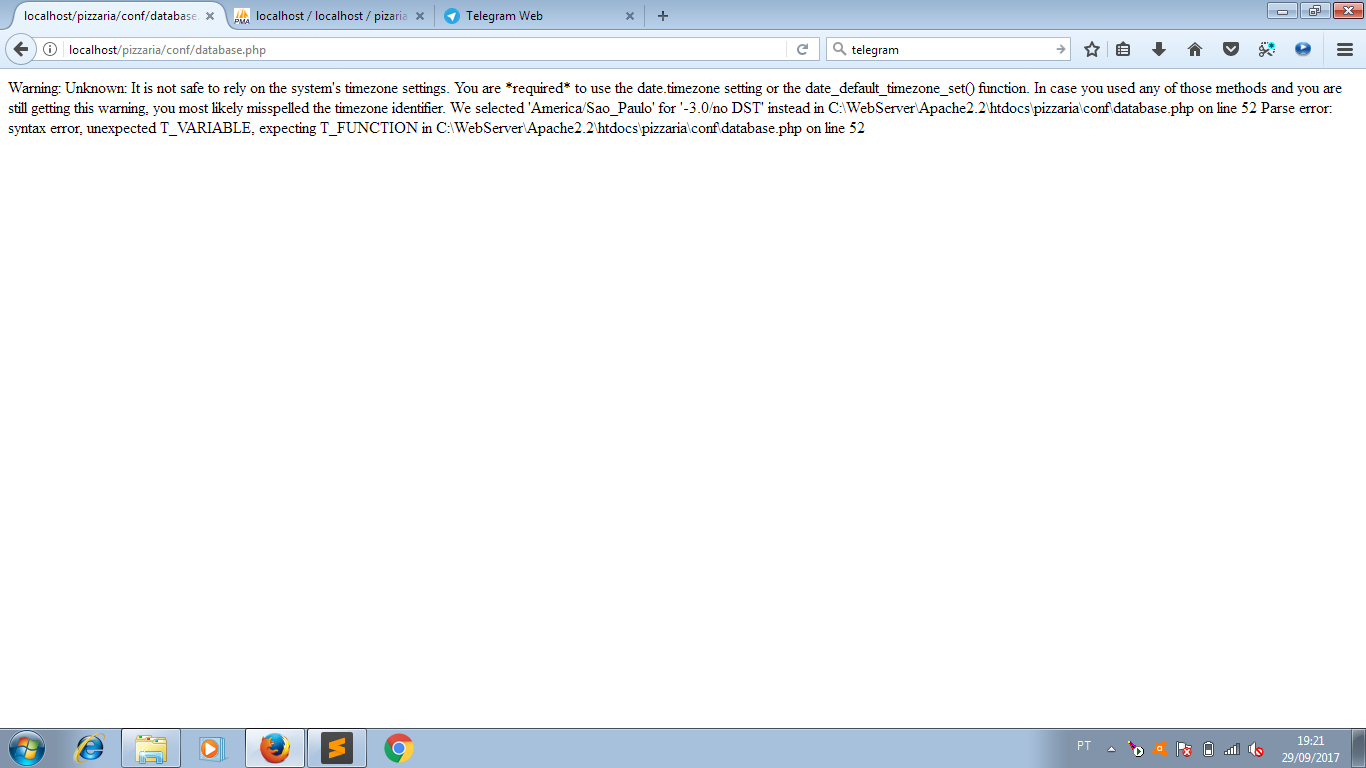 localhost/pizzaria/conf/database.
localhost / localhost / pizaria
Telegram Web
localhost/pizzaria/conf/database.php
telegram
Warning: Unknown: It is not safe to rely on the system's timezone settings. You are *required* to use the date.timezone setting or the date_default_timezone_set() function. In case you used any of those methods and you are
still getting this warning, you most likely misspelled the timezone identifier. We selected 'America/Sao_Paulo' for '-3.0/no DST' instead in C:\WebServer\Apache2.2\htdocs\pizzaria\conf\database.php on line 52 Parse error:
syntax error, unexpected T_VARIABLE, expecting T_FUNCTION in C:\WebServer\Apache2.2\htdocs\pizzaria\conf\database.php on line 52
PT
19:21
29/09/2017